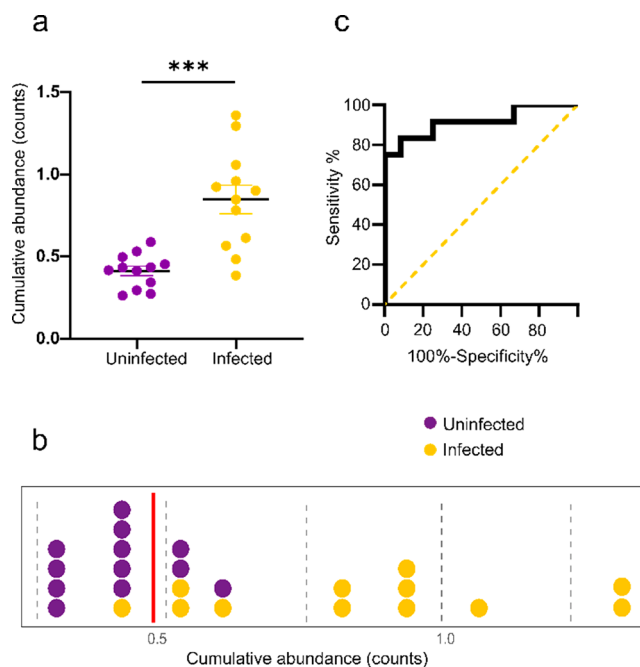 a
***
Cumulative abundance (counts)
1.5
1.0
0.5
0.0
Uninfected
Infected
c
Sensitivity %
100
80
60
40
20
0
0 20 40 60 80
100%-Specificity%
b
Uninfected
Infected
0.5 1.0
Cumulative abundance (counts)